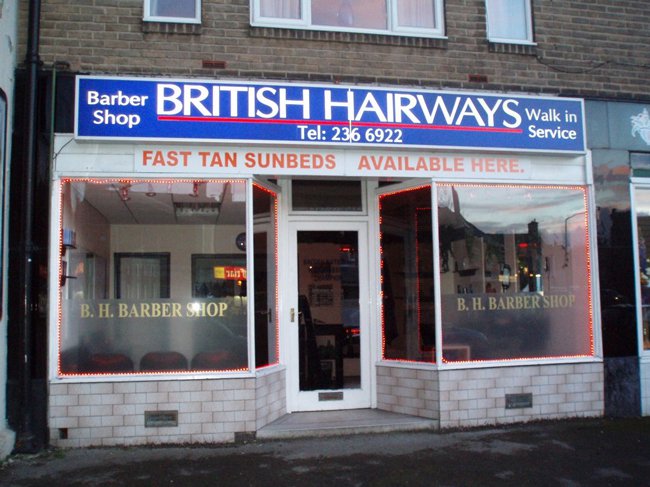 Barber Shop
BRITISH HAIRWAYS
Walk in Service
Tel: 236 6922
FAST TAN SUNBEDS AVAILABLE HERE.
B. H. BARBER SHOP
B. H. BARBER SHOP